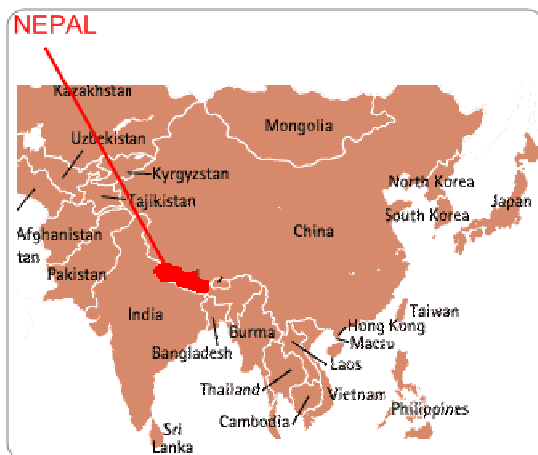 NEPAL
Kazakhstan
Mongolia
Uzbekistan
Kyrgyzstan
Tajikistan
North Korea
Japan
South Korea
Afghanistan
tan
China
Pakistan
India
Taiwan
Hong Kong
Macau
Burma
Bangladesh
Laos
Thailand
Vietnam
Cambodia
Philippines
Sri
Lanka